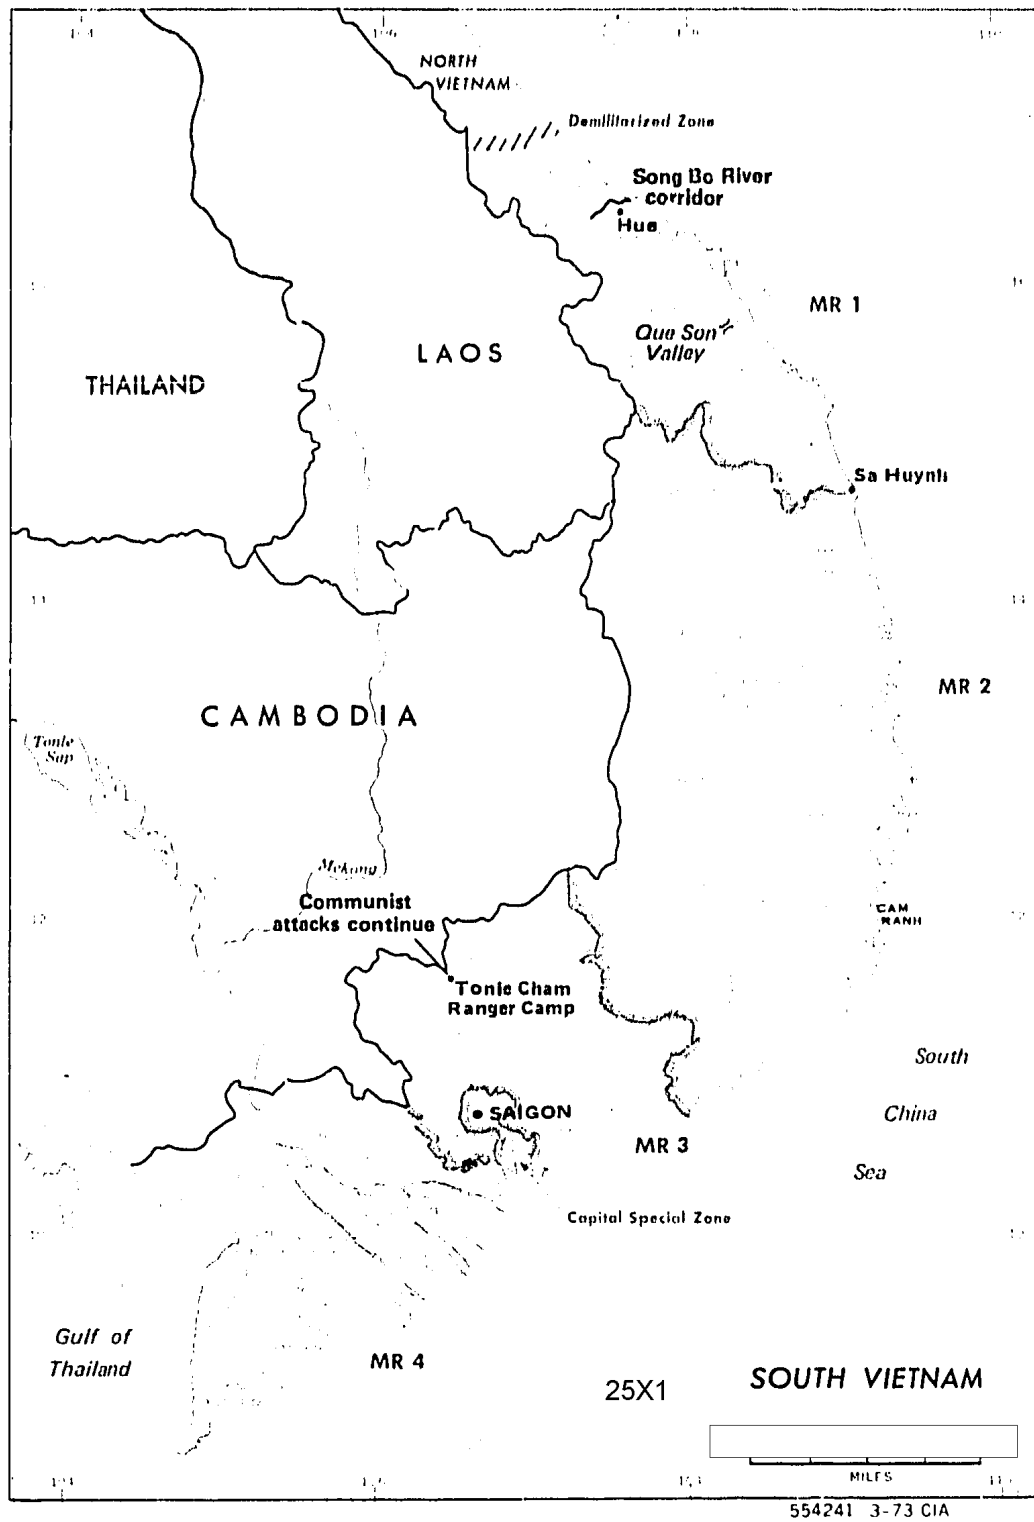 NORTH
VIETNAM
Demilitarized Zone
Song Bo River
corridor
Hue
MR 1
Que Son
Valley
LAOS
THAILAND
Sa Huynh
MR 2
CAMBODIA
Tonle
Sap
Mekong
Communist
attacks continue
CAM
RANH
Tonle Cham
Ranger Camp
South
China
Sea
SAIGON
MR 3
Capital Special Zone
Gulf of
Thailand
MR 4
25X1
SOUTH VIETNAM
MILES
554241 3-73 CIA